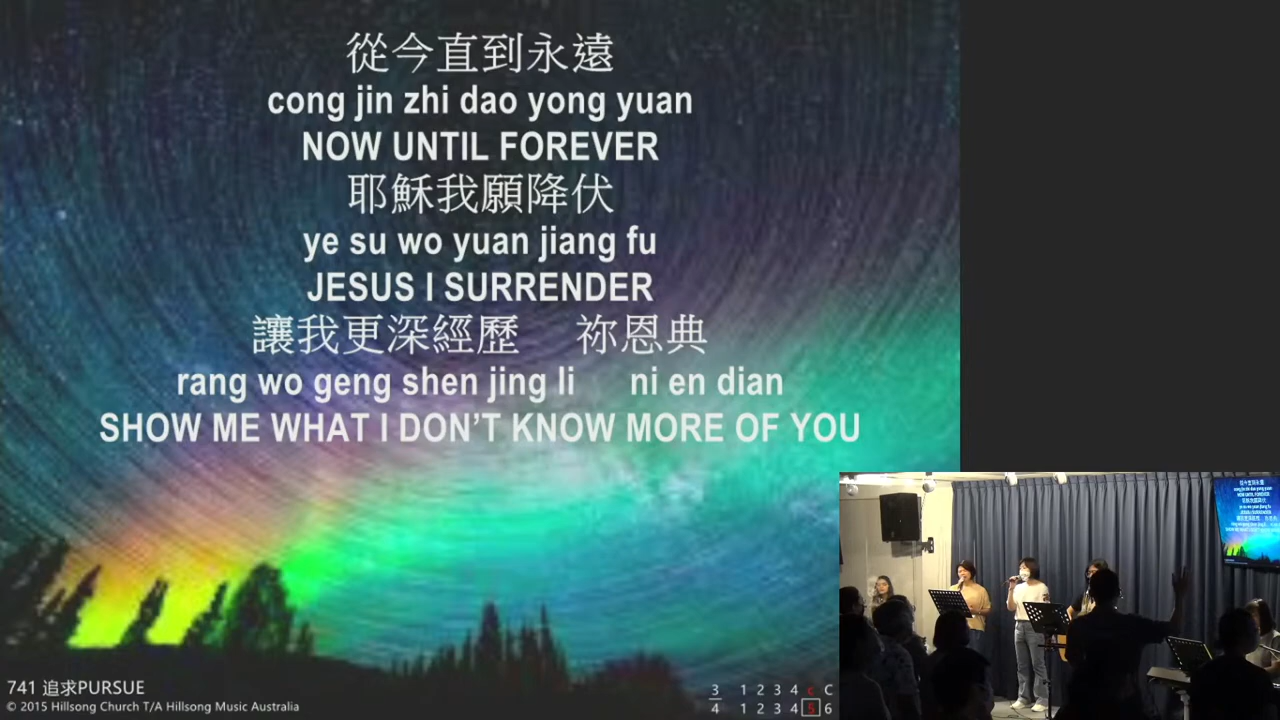 從今直到永遠
cong jin zhi dao yong yuan
NOW UNTIL FOREVER
耶穌我願降伏
ye su wo yuan jiang fu
JESUS I SURRENDER
讓我更深經歷 祢恩典
rang wo geng shen jing li ni en dian
SHOW ME WHAT I DON'T KNOW MORE OF YOU
741 追求PURSUE
© 2015 Hillsong Church T/A Hillsong Music Australia
3 1 2 3 4 c C
4 1 2 3 4 5 6